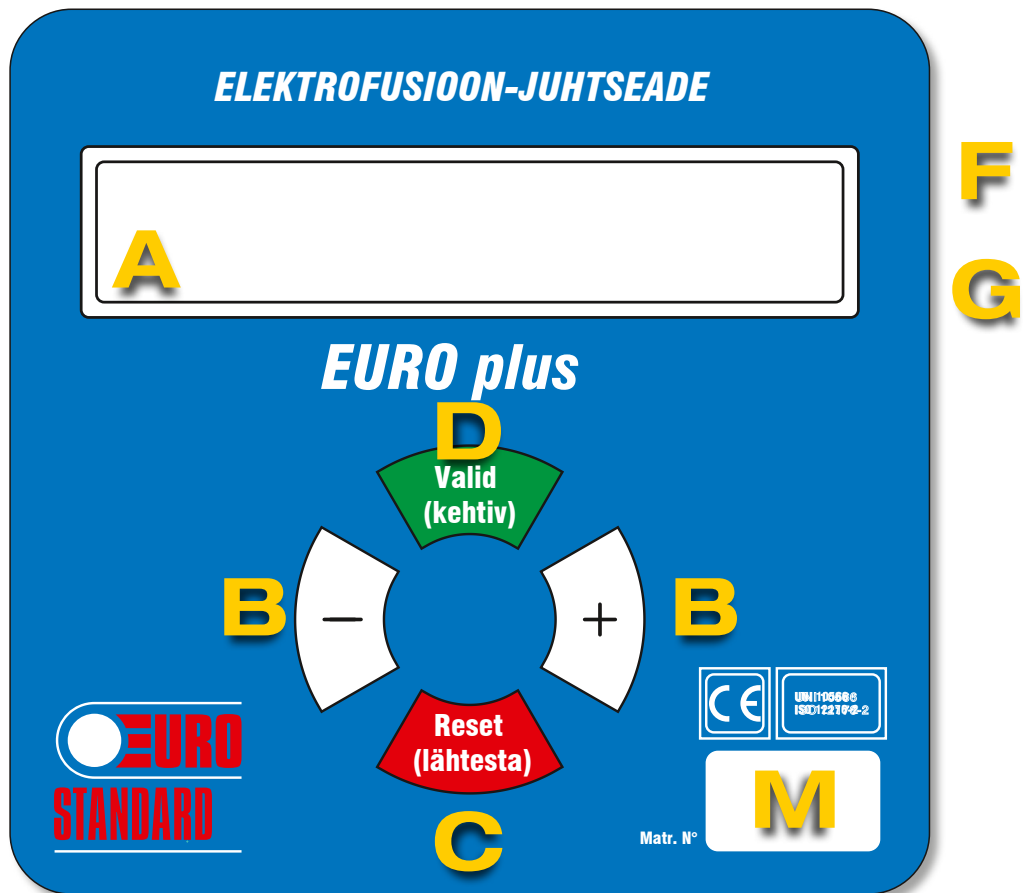 ELEKTROFUSIOON-JUHTSEADE
F
A
G
EURO plus
D
Valid
(kehtiv)
B
−
+
B
CE
Reset
(lähtesta)
EURO
STANDARD
M
Matr. N°
C